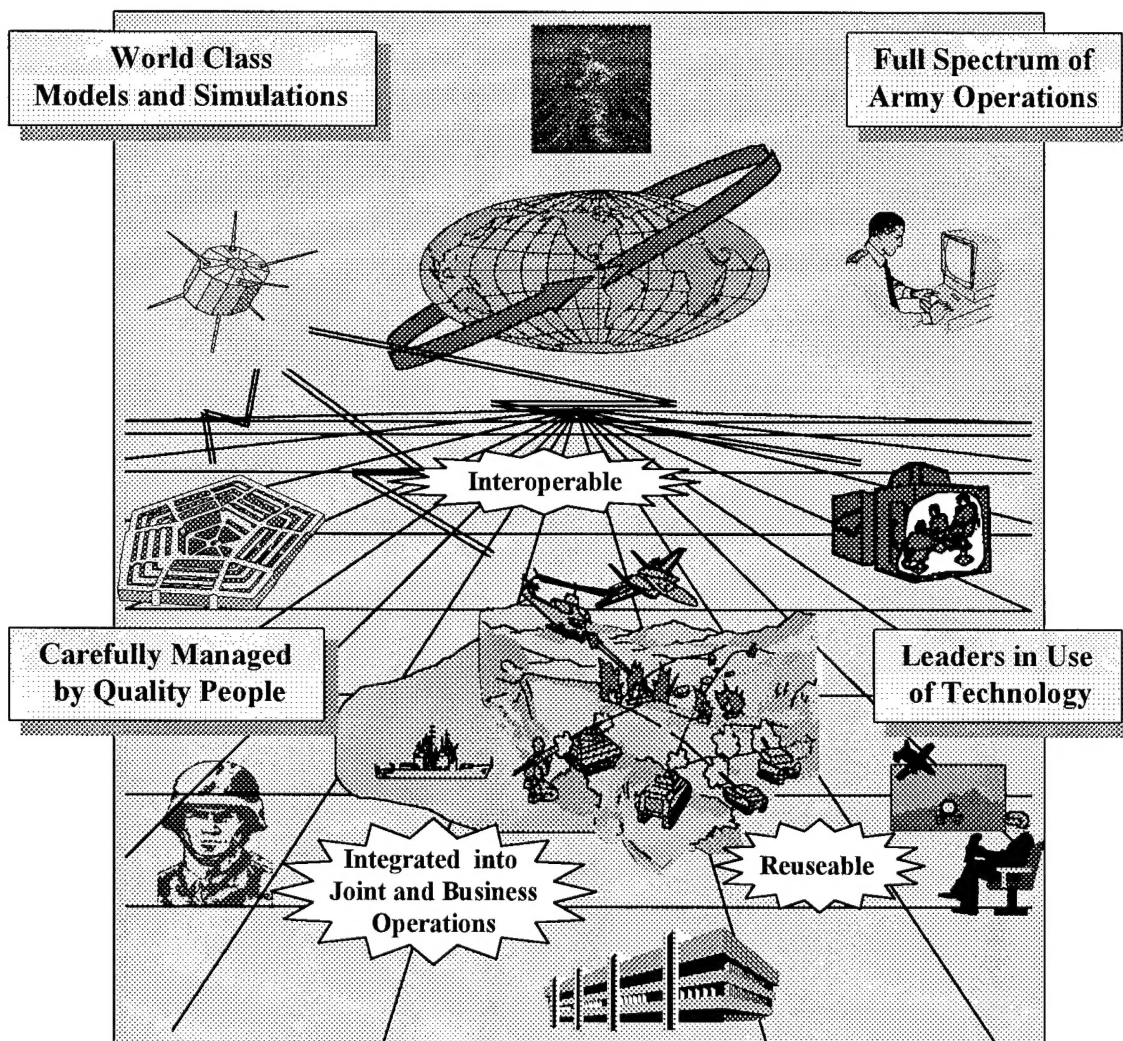 World Class
Models and Simulations
Full Spectrum of
Army Operations
Interoperable
Carefully Managed
by Quality People
Leaders in Use
of Technology
Integrated into
Joint and Business
Operations
Reuseable